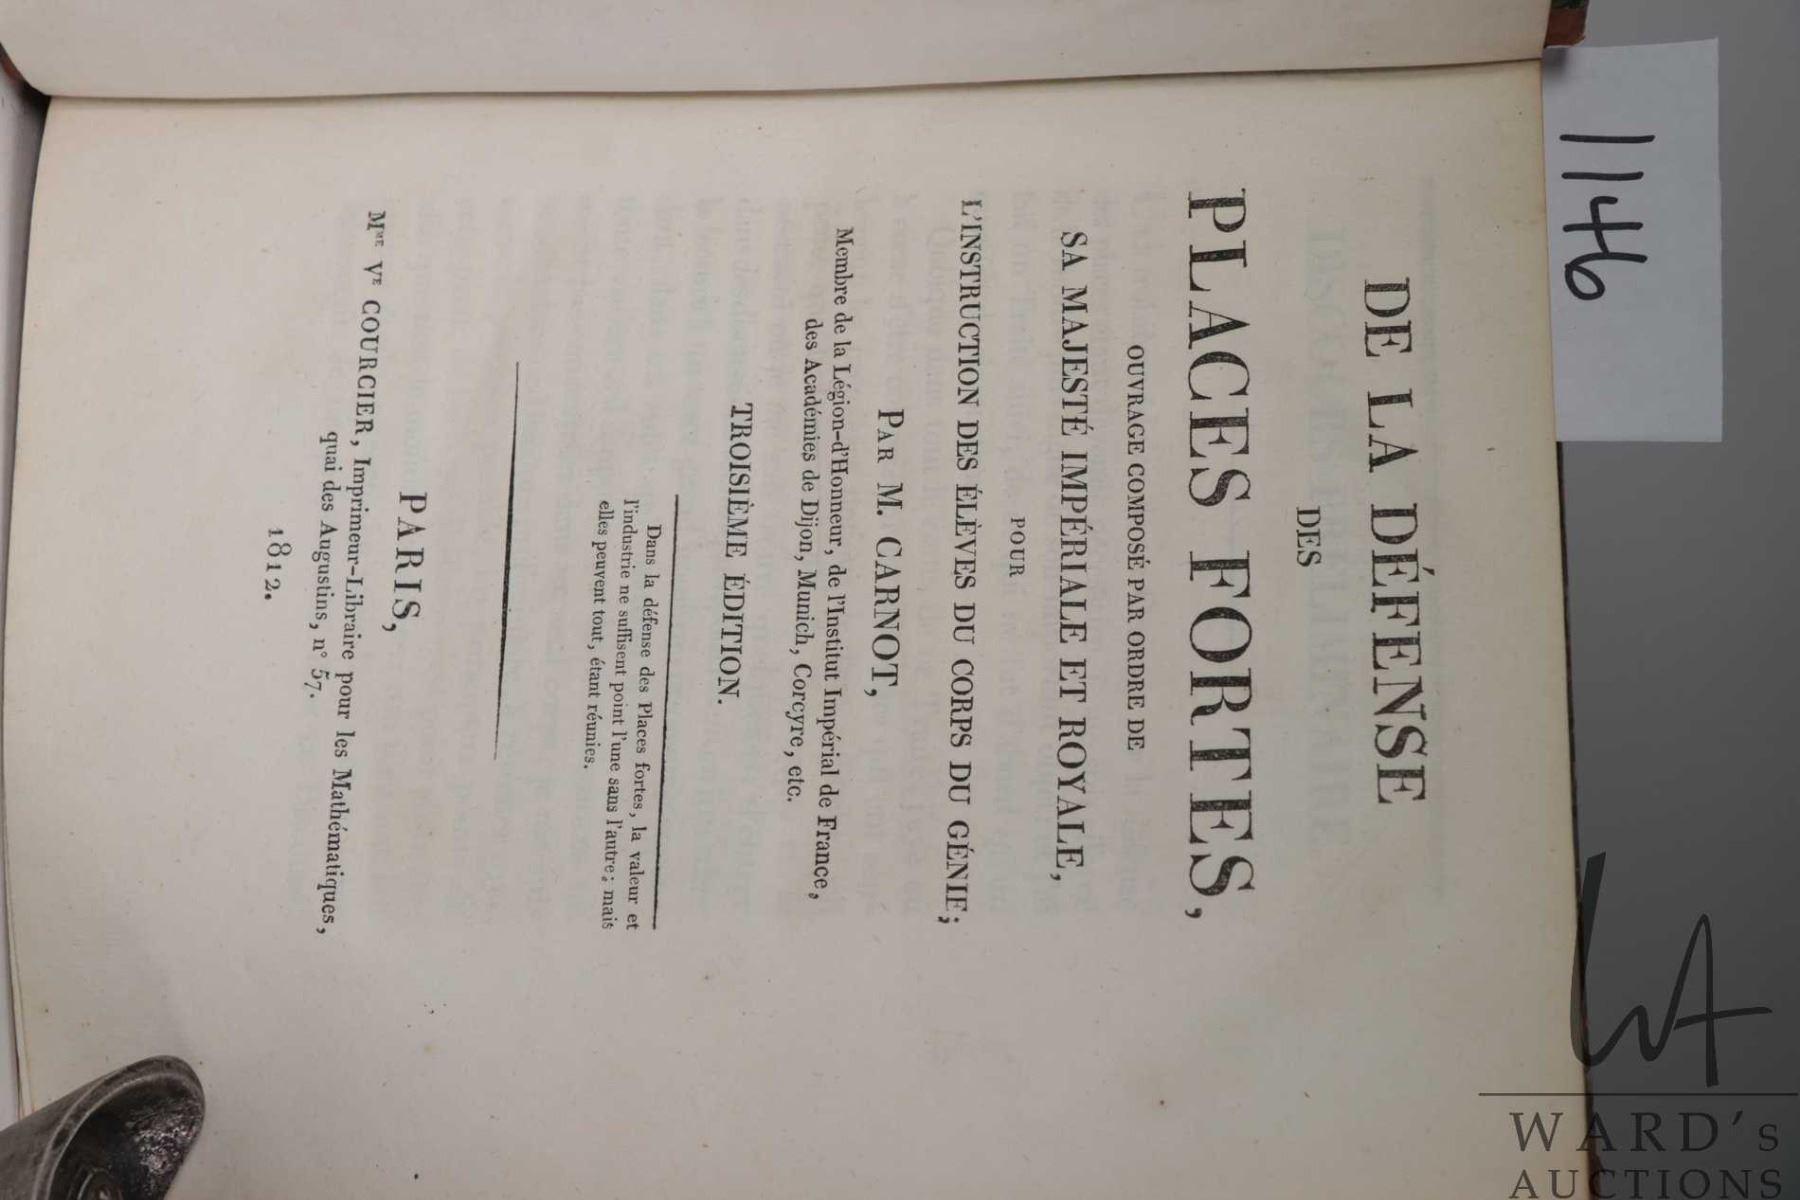 1146
DE LA DÉFENSE
DES
PLACES FORTES,
OUVRAGE COMPOSÉ PAR ORDRE DE
SA MAJESTÉ IMPÉRIALE ET ROYALE,
POUR
L'INSTRUCTION DES ÉLÈVES DU CORPS DU GÉNIE;
PAR M. CARNOT,
Membre de la Légion-d'Honneur, de l'Institut Impérial de France,
des Académies de Dijon, Munich, Corcyre, etc.
TROISIÈME ÉDITION.
Dans la défense des Places fortes, la valeur et
l'industrie ne suffisent point l'une sans l'autre; mais
elles peuvent tout, étant réunies.
PARIS,
Mme Ve COURCIER, Imprimeur-Libraire pour les Mathématiques,
quai des Augustins, n° 57.
1812.
WA
WARD's
AUCTIONS